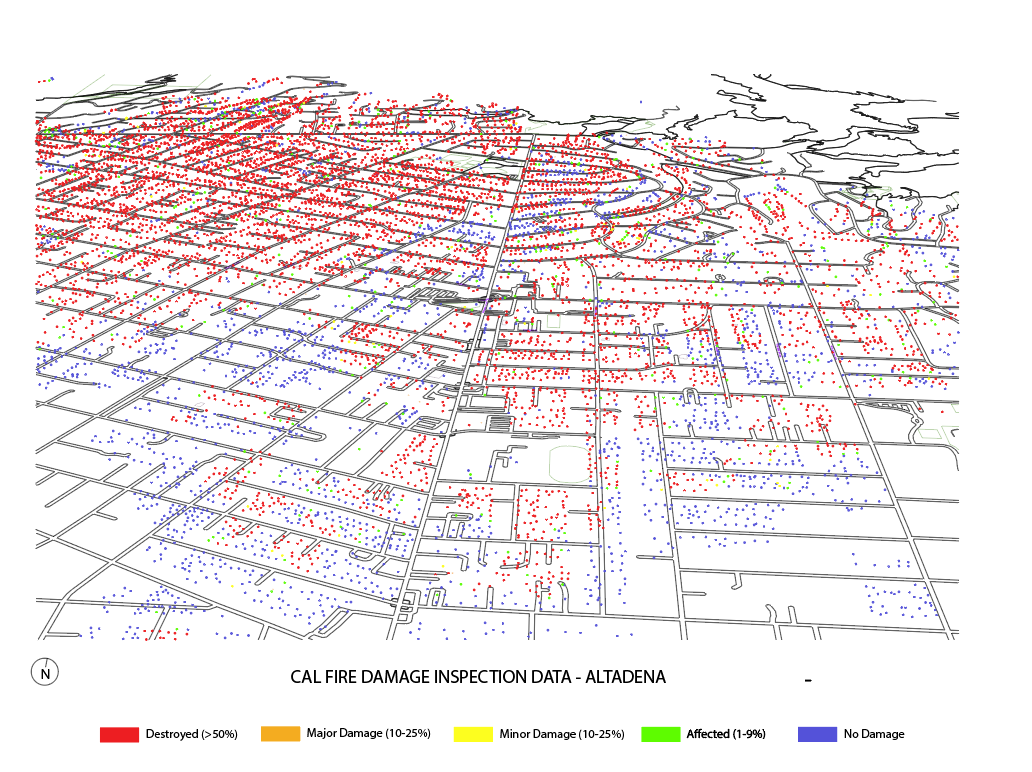 N
CAL FIRE DAMAGE INSPECTION DATA - ALTADENA
-
Destroyed (>50%)
Major Damage (10-25%)
Minor Damage (10-25%)
Affected (1-9%)
No Damage